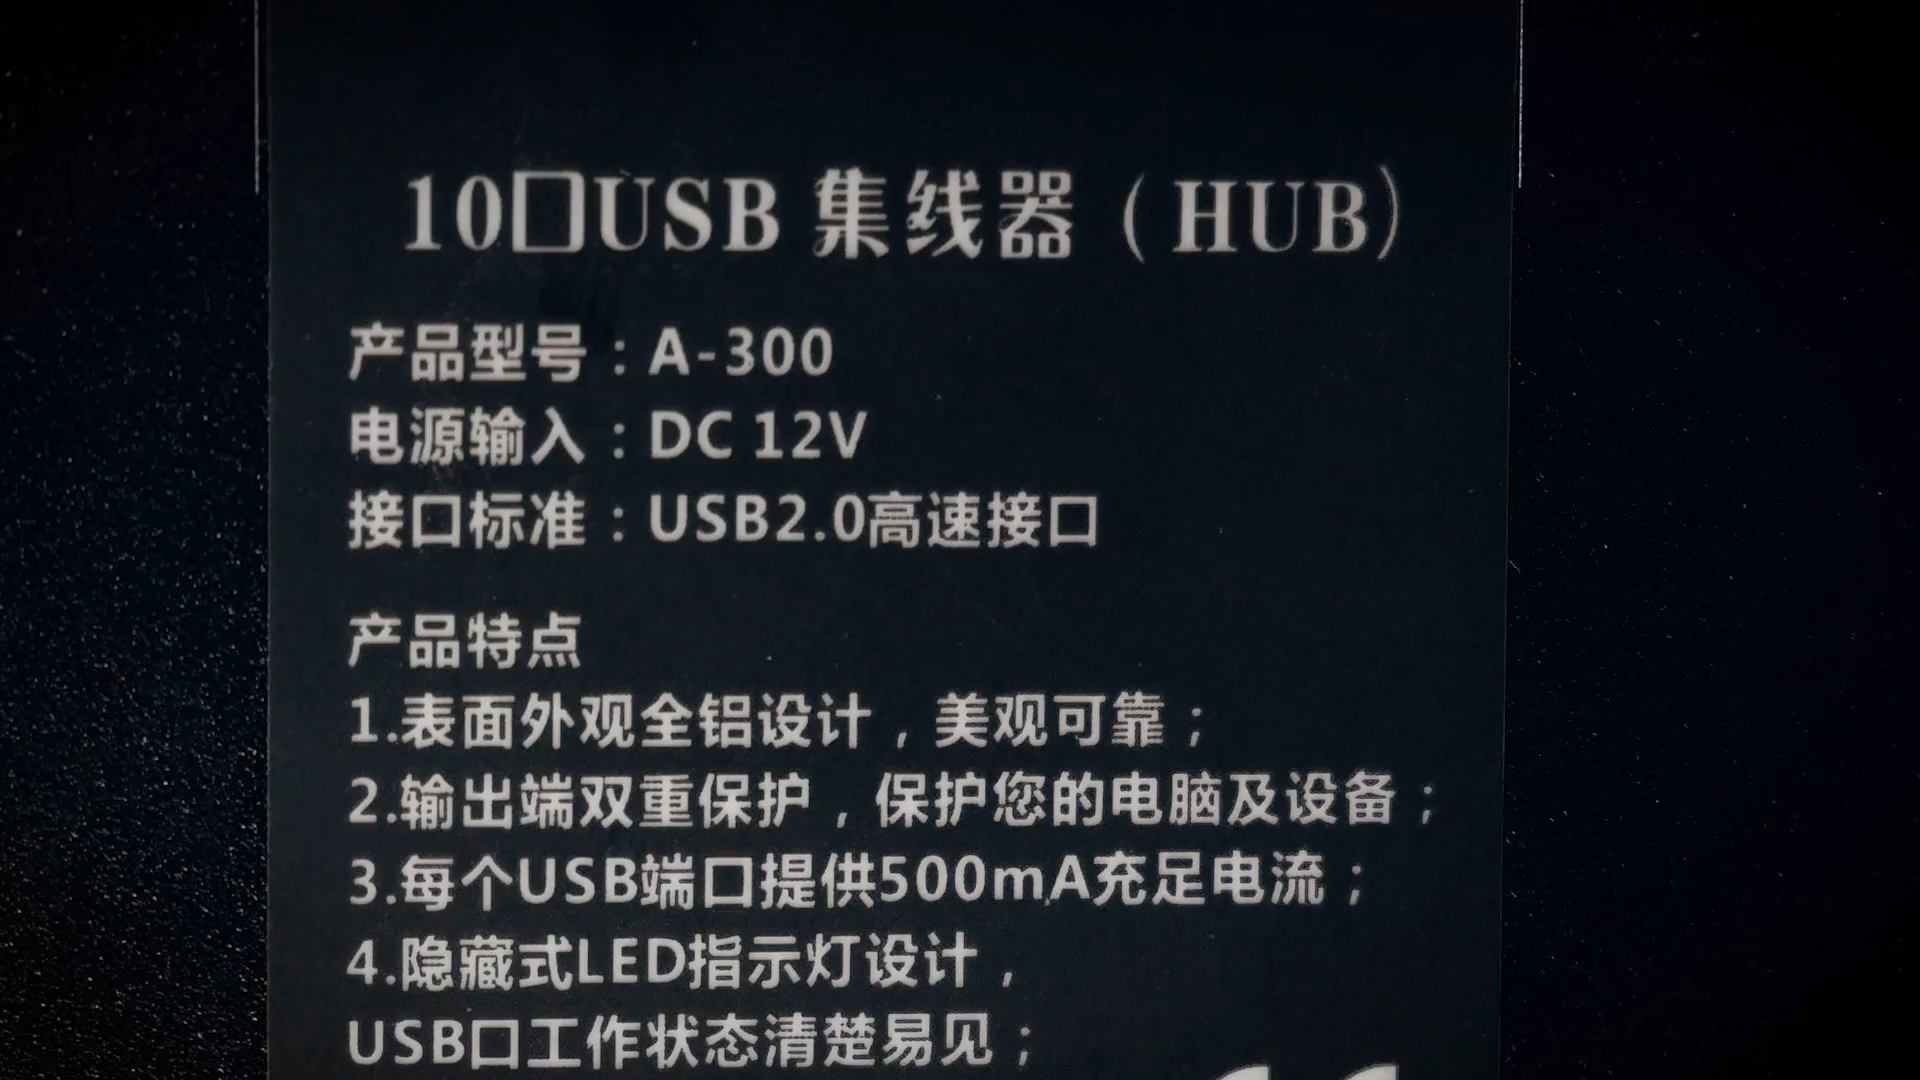 10口USB 集线器（HUB）
产品型号：A-300
电源输入：DC 12V
接口标准：USB2.0高速接口
产品特点
1.表面外观全铝设计，美观可靠；
2.输出端双重保护，保护您的电脑及设备；
3.每个USB端口提供500mA充足电流；
4.隐藏式LED指示灯设计，
USB口工作状态清楚易见；